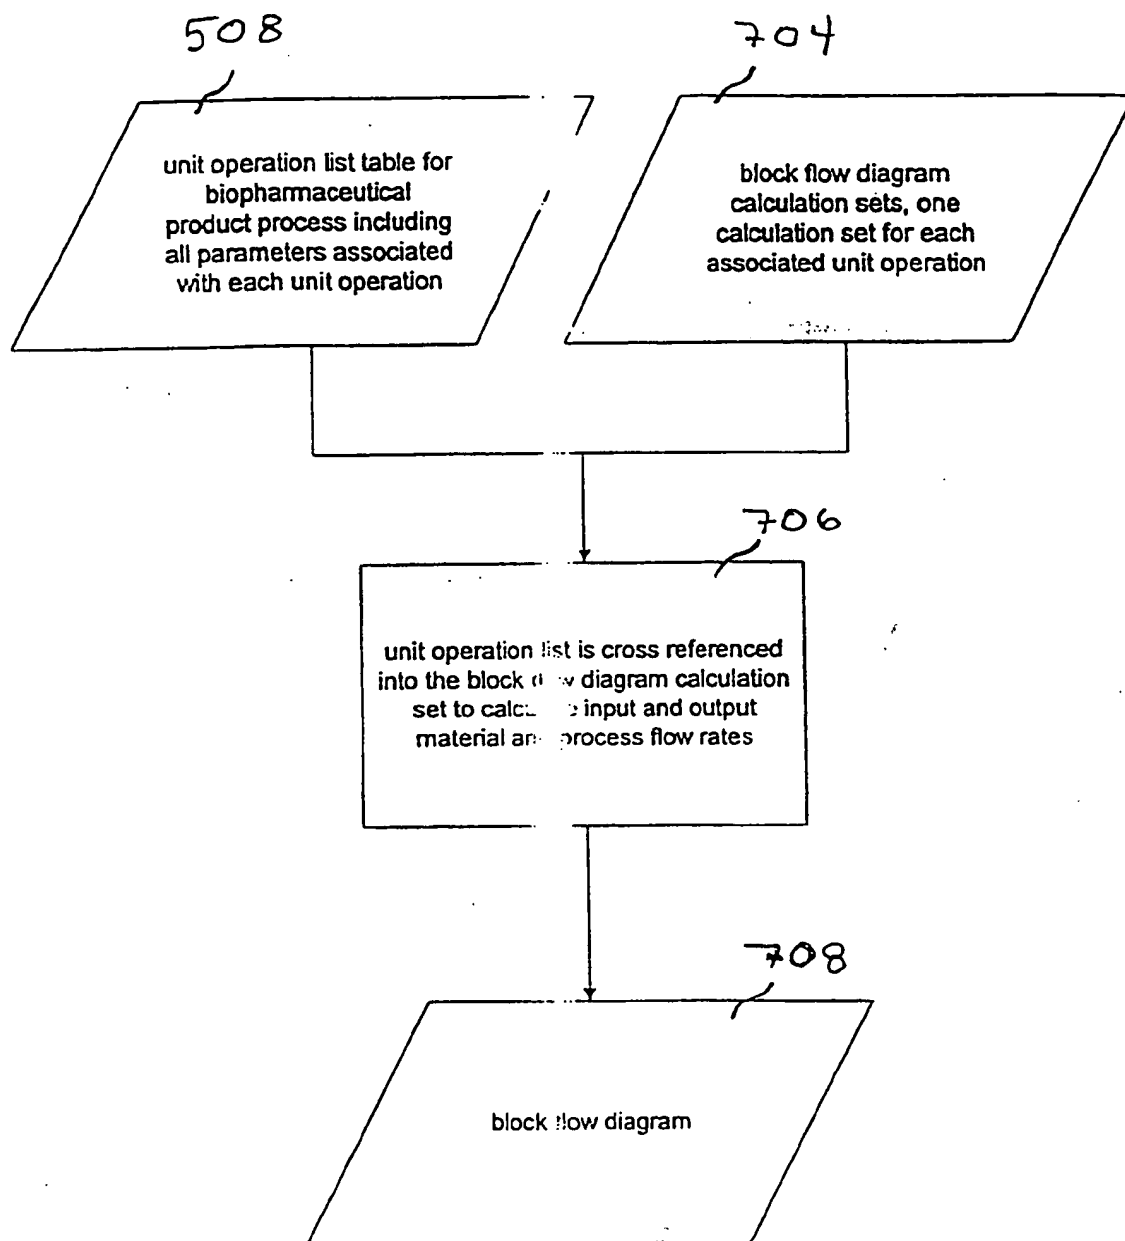 508
704
unit operation list table for
biopharmaceutical
product process including
all parameters associated
with each unit operation
block flow diagram
calculation sets, one
calculation set for each
associated unit operation
706
unit operation list is cross referenced
into the block diagram calculation
set to input and output
material process flow rates
708
block flow diagram